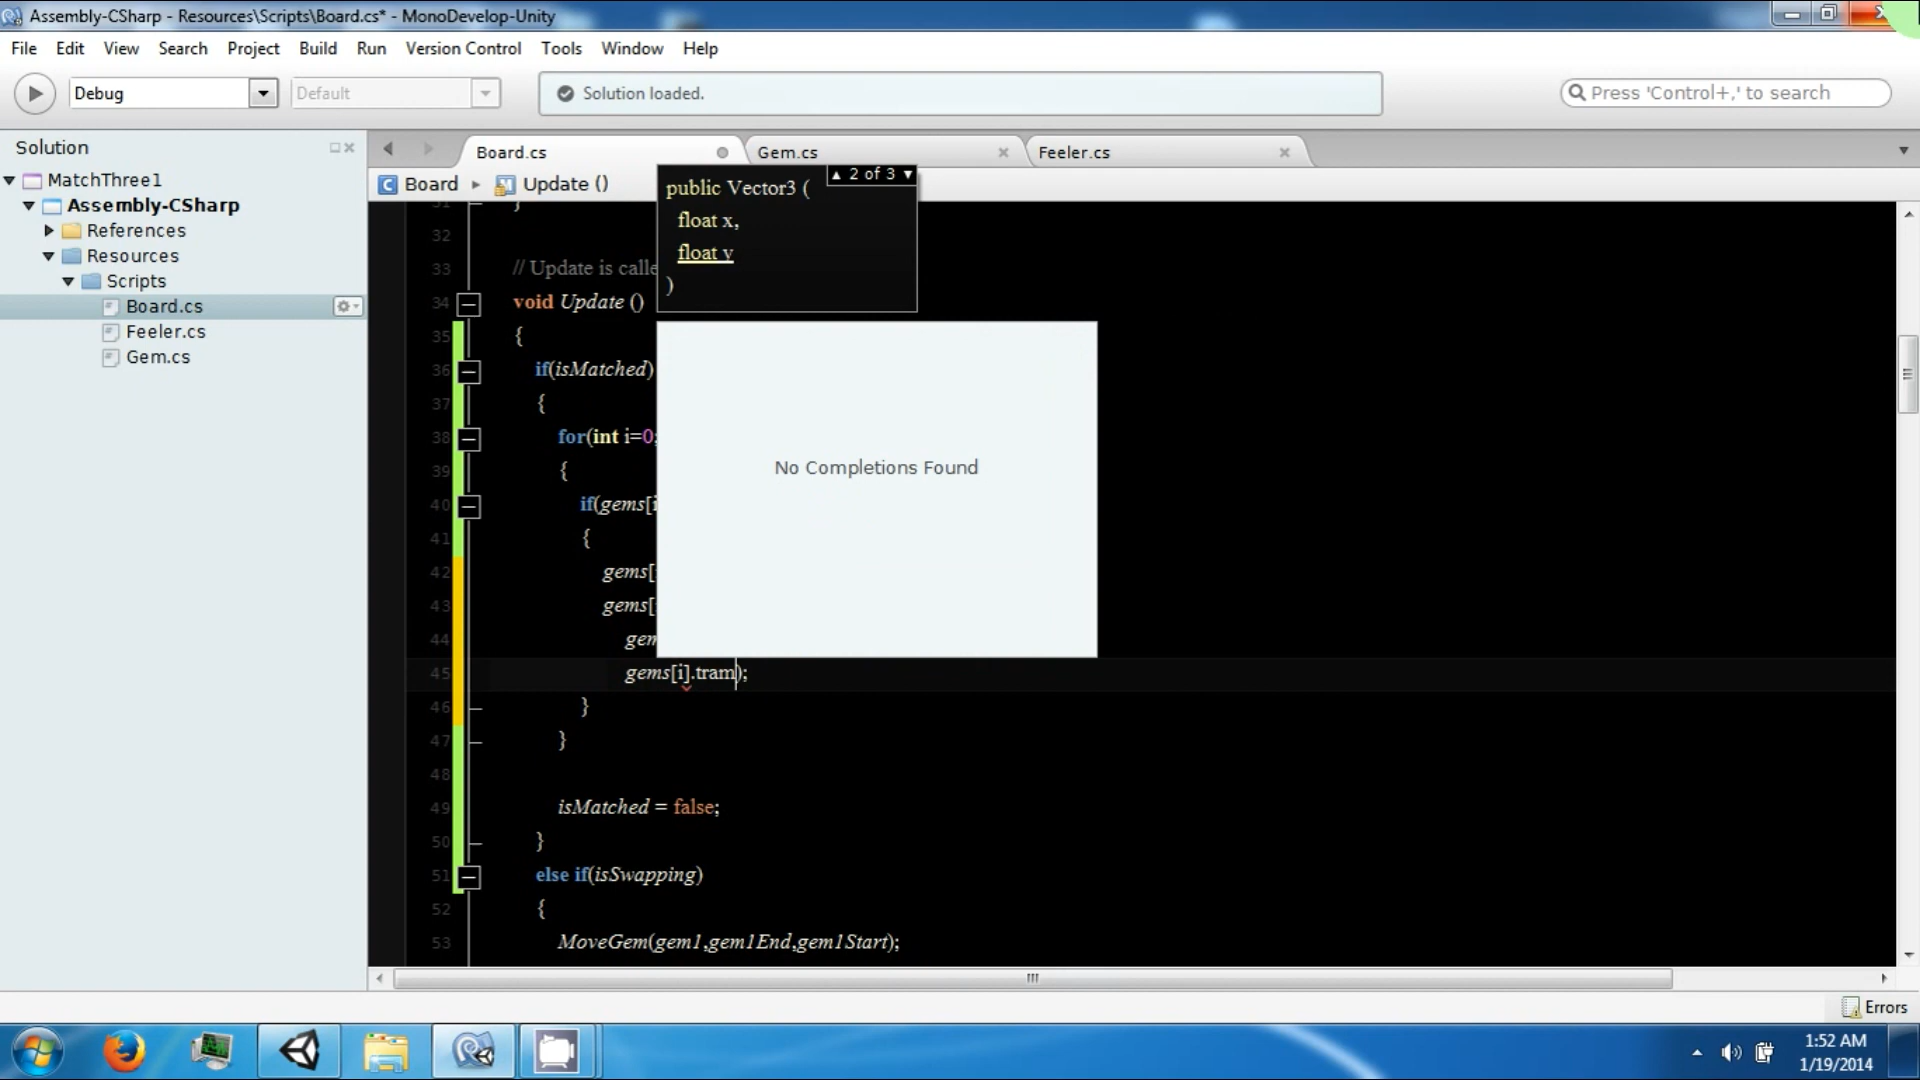 Assembly-CSharp - Resources\Scripts\Board.cs* - MonoDevelop-Unity
File Edit View Search Project Build Run Version Control Tools Window Help
Debug Default Solution loaded. Press 'Control+,' to search
Solution
MatchThree1
Assembly-CSharp
References
Resources
Scripts
Board.cs
Feeler.cs
Gem.cs
Board.cs Gem.cs Feeler.cs
Board Update ()
2 of 3
public Vector3 (
float x,
float y
)
31 }
32
33 // Update is calle
34 void Update ()
35 {
36 if(isMatched)
37 {
38 for(int i=0;
39 {
40 if(gems[i
41 {
42 gems[
43 gems[
44 gem
45 gems[i].tram);
46 }
47 }
48
49 isMatched = false;
50 }
51 else if(isSwapping)
52 {
53 MoveGem(gem1,gem1End,gem1Start);
No Completions Found
Errors
1:52 AM
1/19/2014